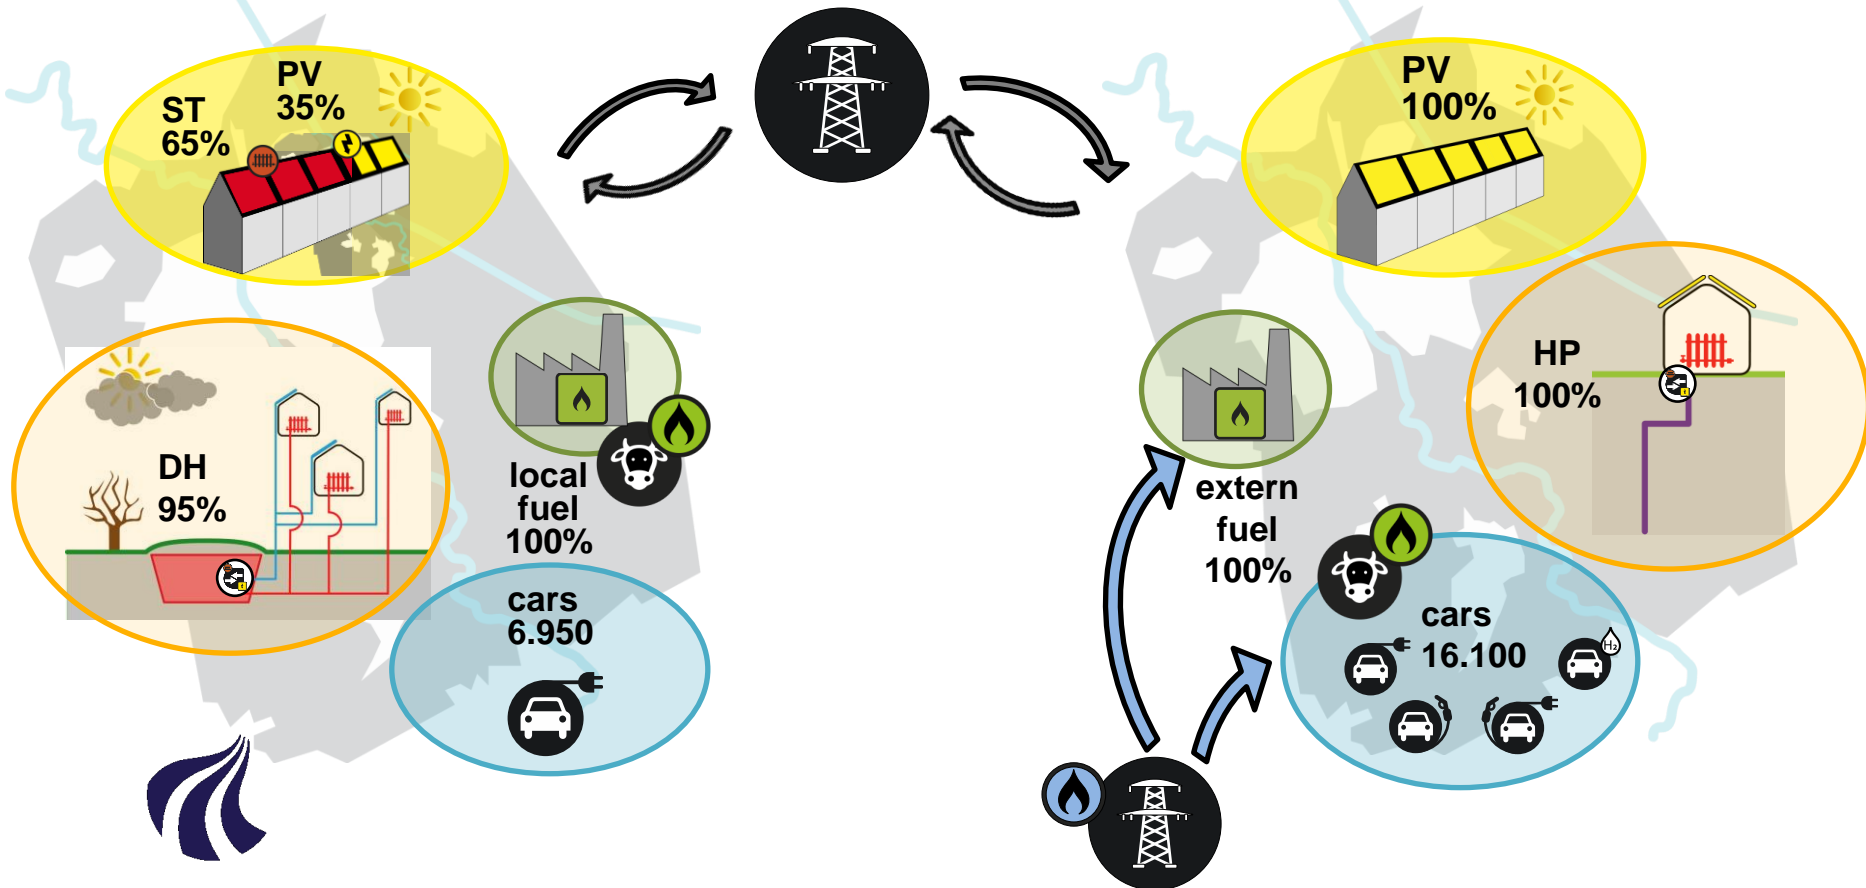 PV
35%
ST
65%
DH
95%
local
fuel
100%
cars
6.950
PV
100%
HP
100%
extern
fuel
100%
cars
16.100
H₂